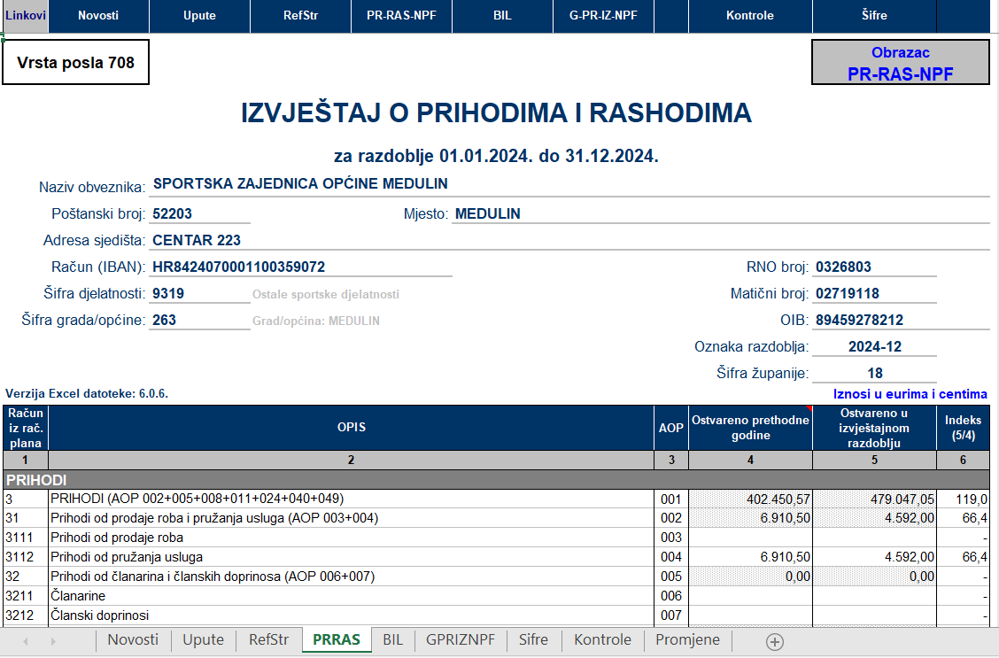 Linkovi Novosti Upute RefStr PR-RAS-NPF BIL G-PR-IZ-NPF Kontrole Šifre
Vrsta posla 708
Obrazac
PR-RAS-NPF
IZVJEŠTAJ O PRIHODIMA I RASHODIMA
za razdoblje 01.01.2024. do 31.12.2024.
Naziv obveznika: SPORTSKA ZAJEDNICA OPĆINE MEDULIN
Poštanski broj: 52203 Mjesto: MEDULIN
Adresa sjedišta: CENTAR 223
Račun (IBAN): HR8424070001100359072 RNO broj: 0326803
Šifra djelatnosti: 9319 Ostale sportske djelatnosti Matični broj: 02719118
Šifra grada/općine: 263 Grad/općina: MEDULIN OIB: 89459278212
Oznaka razdoblja: 2024-12
Šifra županije: 18
Verzija Excel datoteke: 6.0.6. Iznosi u eurima i centima
Račun iz rač. plana OPIS AOP Ostvareno prethodne godine Ostvareno u izvještajnom razdoblju Indeks (5/4)
1 2 3 4 5 6
PRIHODI
3 PRIHODI (AOP 002+005+008+011+024+040+049) 001 402.450,57 479.047,05 119,0
31 Prihodi od prodaje roba i pružanja usluga (AOP 003+004) 002 6.910,50 4.592,00 66,4
3111 Prihodi od prodaje roba 003 -
3112 Prihodi od pružanja usluga 004 6.910,50 4.592,00 66,4
32 Prihodi od članarina i članskih doprinosa (AOP 006+007) 005 0,00 0,00 -
3211 Članarine 006 -
3212 Članski doprinosi 007 -
Novosti Upute RefStr PRRAS BIL GPRIZNPF Sifre Kontrole Promjene